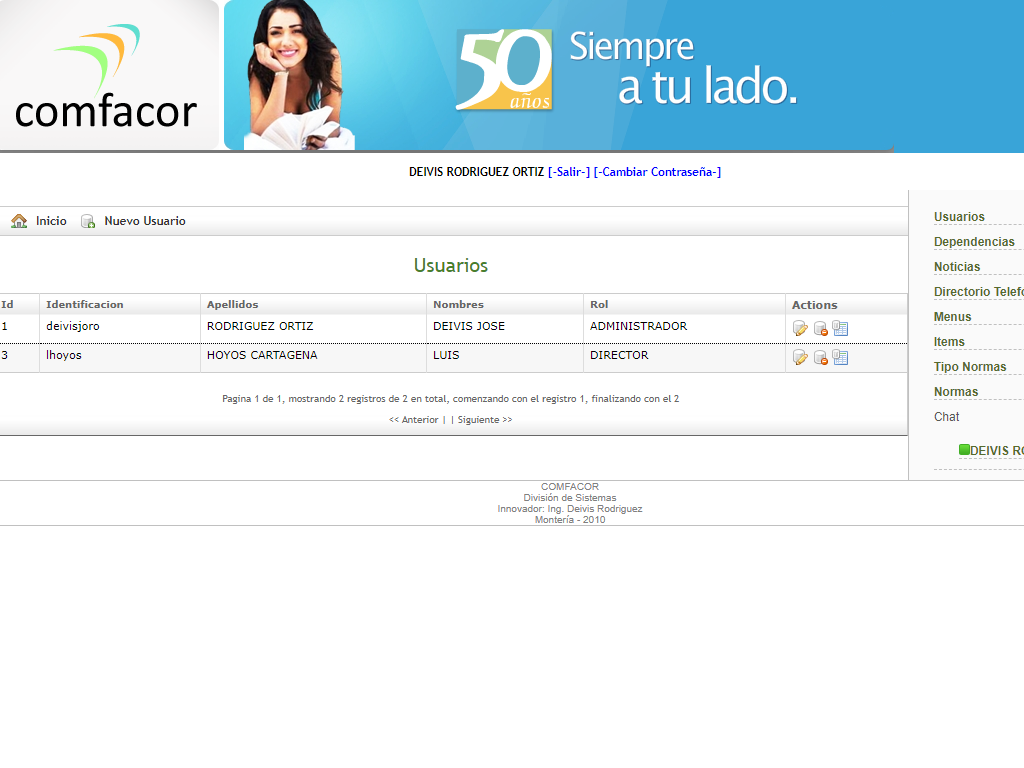 comfacor
50 años
Siempre
a tu lado.
DEIVIS RODRIGUEZ ORTIZ [-Salir-] [-Cambiar Contraseña-]
Inicio Nuevo Usuario
Usuarios
Id Identificacion Apellidos Nombres Rol Actions
1 deivisjoro RODRIGUEZ ORTIZ DEIVIS JOSE ADMINISTRADOR
3 lhoyos HOYOS CARTAGENA LUIS DIRECTOR
Pagina 1 de 1, mostrando 2 registros de 2 en total, comenzando con el registro 1, finalizando con el 2
<< Anterior | | Siguiente >>
Usuarios
Dependencias
Noticias
Directorio Telefo
Menus
Items
Tipo Normas
Normas
Chat
DEIVIS RO
COMFACOR
División de Sistemas
Innovador: Ing. Deivis Rodriguez
Montería - 2010